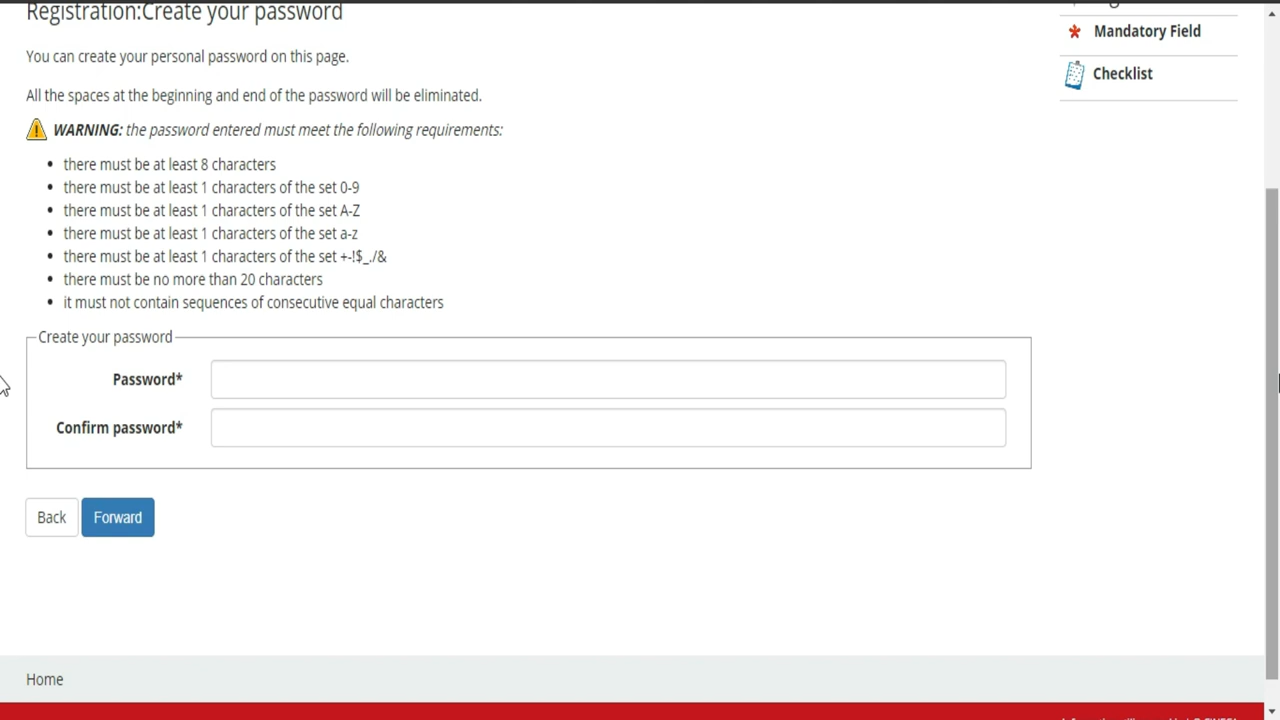 Registration:Create your password
You can create your personal password on this page.
All the spaces at the beginning and end of the password will be eliminated.
WARNING: the password entered must meet the following requirements:
• there must be at least 8 characters
• there must be at least 1 characters of the set 0-9
• there must be at least 1 characters of the set A-Z
• there must be at least 1 characters of the set a-z
• there must be at least 1 characters of the set +-!$_./&
• there must be no more than 20 characters
• it must not contain sequences of consecutive equal characters
Create your password
Password*
Confirm password*
Back Forward
Home
* Mandatory Field
Checklist